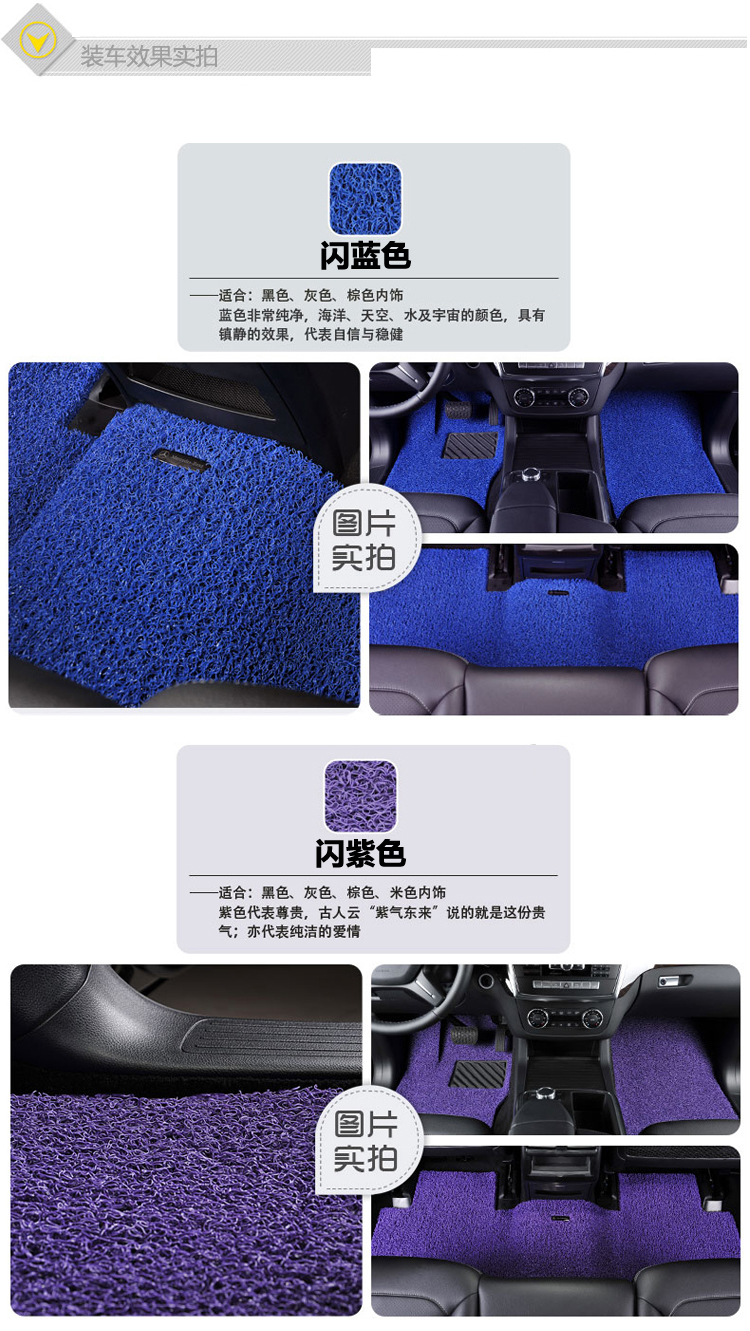 装车效果实拍
闪蓝色
——适合：黑色、灰色、棕色内饰
蓝色非常纯净，海洋、天空、水及宇宙的颜色，具有
镇静的效果，代表自信与稳健
图片
实拍
闪紫色
——适合：黑色、灰色、棕色、米色内饰
紫色代表尊贵，古人云“紫气东来”说的就是这份贵
气；亦代表纯洁的爱情
图片
实拍